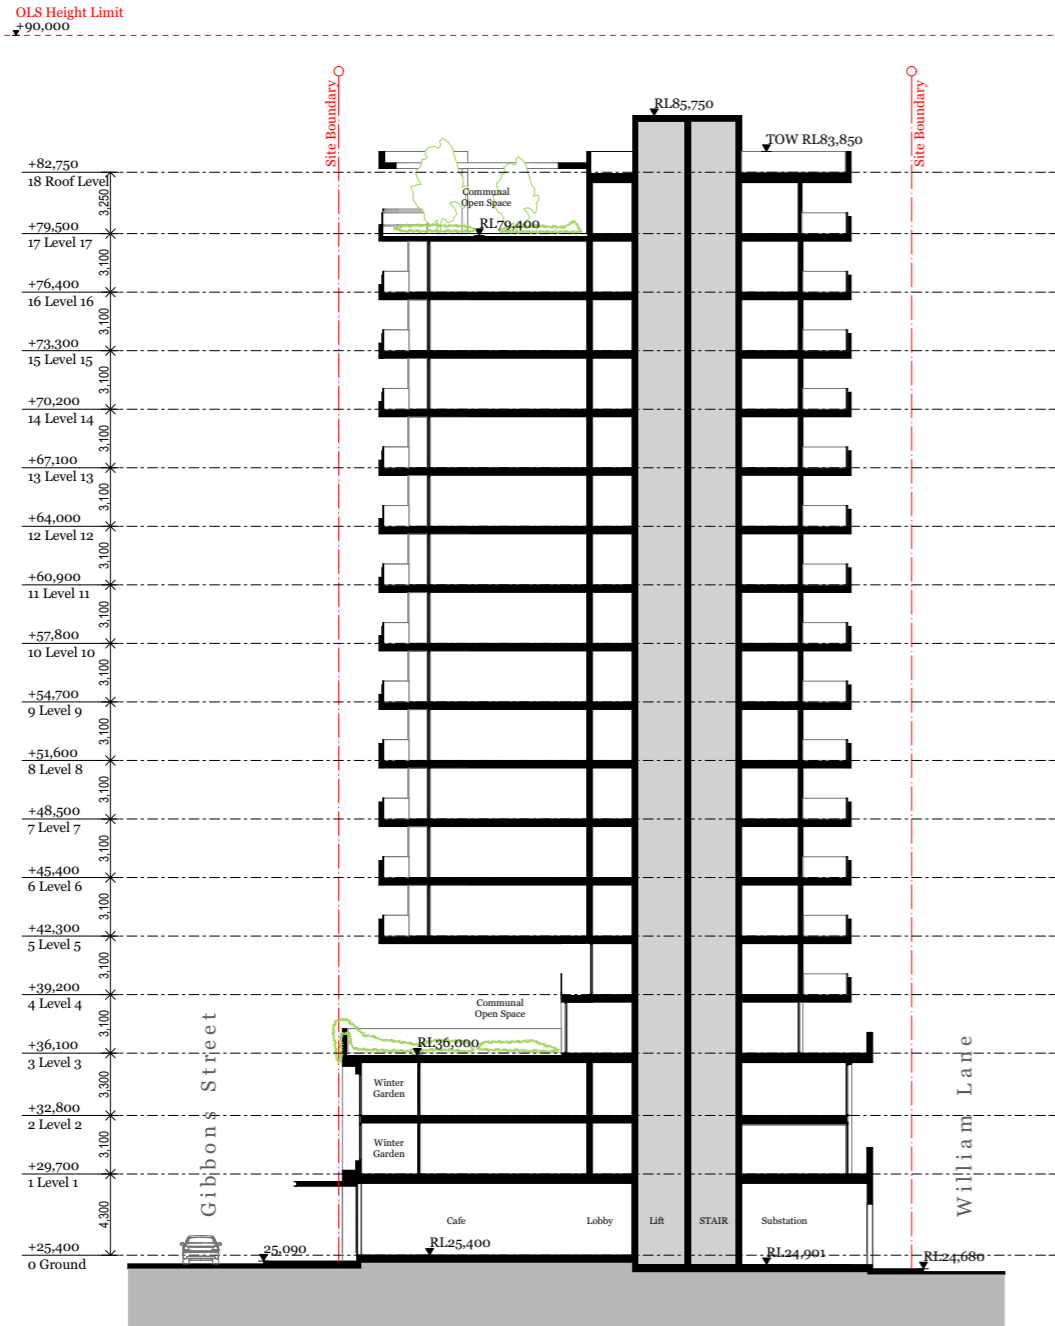 OLS Height Limit
+90,000
Site Boundary
Site Boundary
RL85,750
TOW RL83,850
+82,750
18 Roof Level
3,250
Communal
Open Space
RL79,400
+79,500
17 Level 17
3,100
+76,400
16 Level 16
3,100
+73,300
15 Level 15
3,100
+70,200
14 Level 14
3,100
+67,100
13 Level 13
3,100
+64,000
12 Level 12
3,100
+60,900
11 Level 11
3,100
+57,800
10 Level 10
3,100
+54,700
9 Level 9
3,100
+51,600
8 Level 8
3,100
+48,500
7 Level 7
3,100
+45,400
6 Level 6
3,100
+42,300
5 Level 5
3,100
+39,200
4 Level 4
3,100
Communal
Open Space
RL36,000
+36,100
3 Level 3
3,300
Winter
Garden
+32,800
2 Level 2
3,100
Winter
Garden
+29,700
1 Level 1
4,300
Gibbons Street
William Lane
Cafe
Lobby
Lift
STAIR
Substation
+25,400
0 Ground
25,090
RL25,400
RL24,901
RL24,680